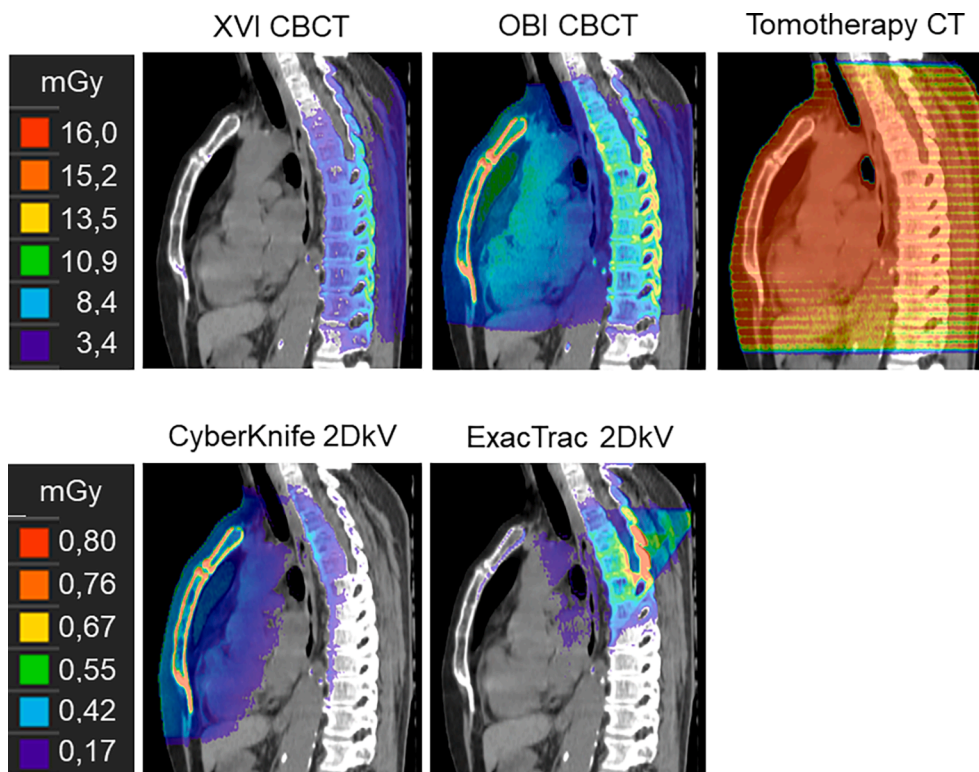 XVI CBCT
OBI CBCT
Tomotherapy CT
mGy
16,0
15,2
13,5
10,9
8,4
3,4
CyberKnife 2DkV
ExacTrac 2DkV
mGy
0,80
0,76
0,67
0,55
0,42
0,17